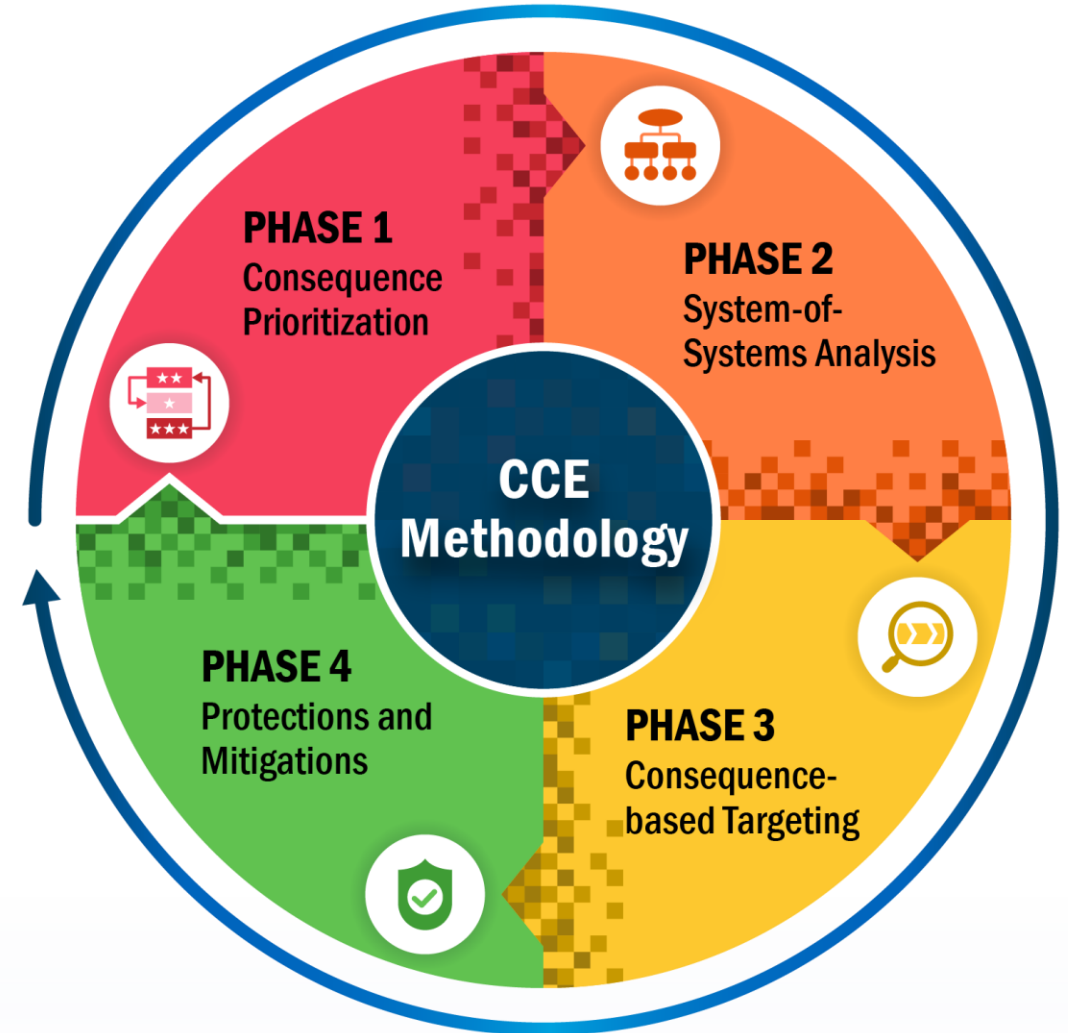 PHASE 1
Consequence
Prioritization
PHASE 2
System-of-
Systems Analysis
CCE
Methodology
PHASE 3
Consequence-
based Targeting
PHASE 4
Protections and
Mitigations